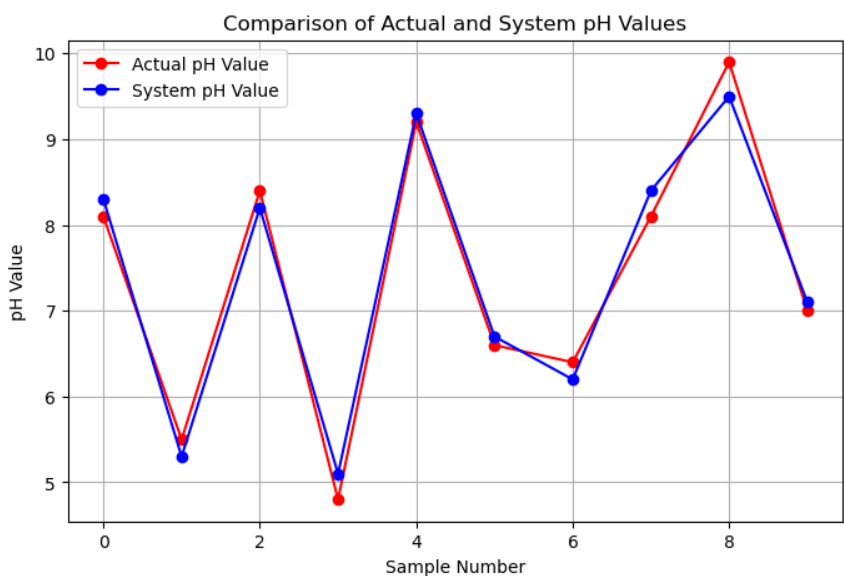 Comparison of Actual and System pH Values
Actual pH Value
System pH Value
10
9
8
7
6
5
pH Value
0 2 4 6 8
Sample Number